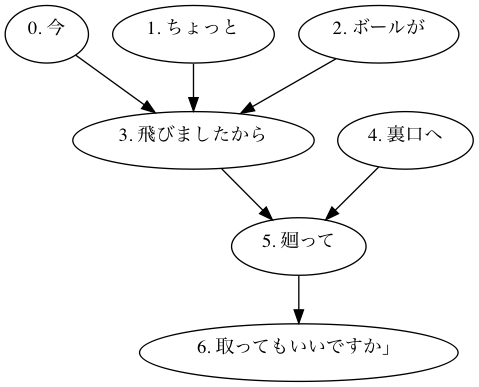 0. 今
1. ちょっと
2. ボールが
3. 飛びましたから
4. 裏口へ
5. 廻って
6. 取ってもいいですか」